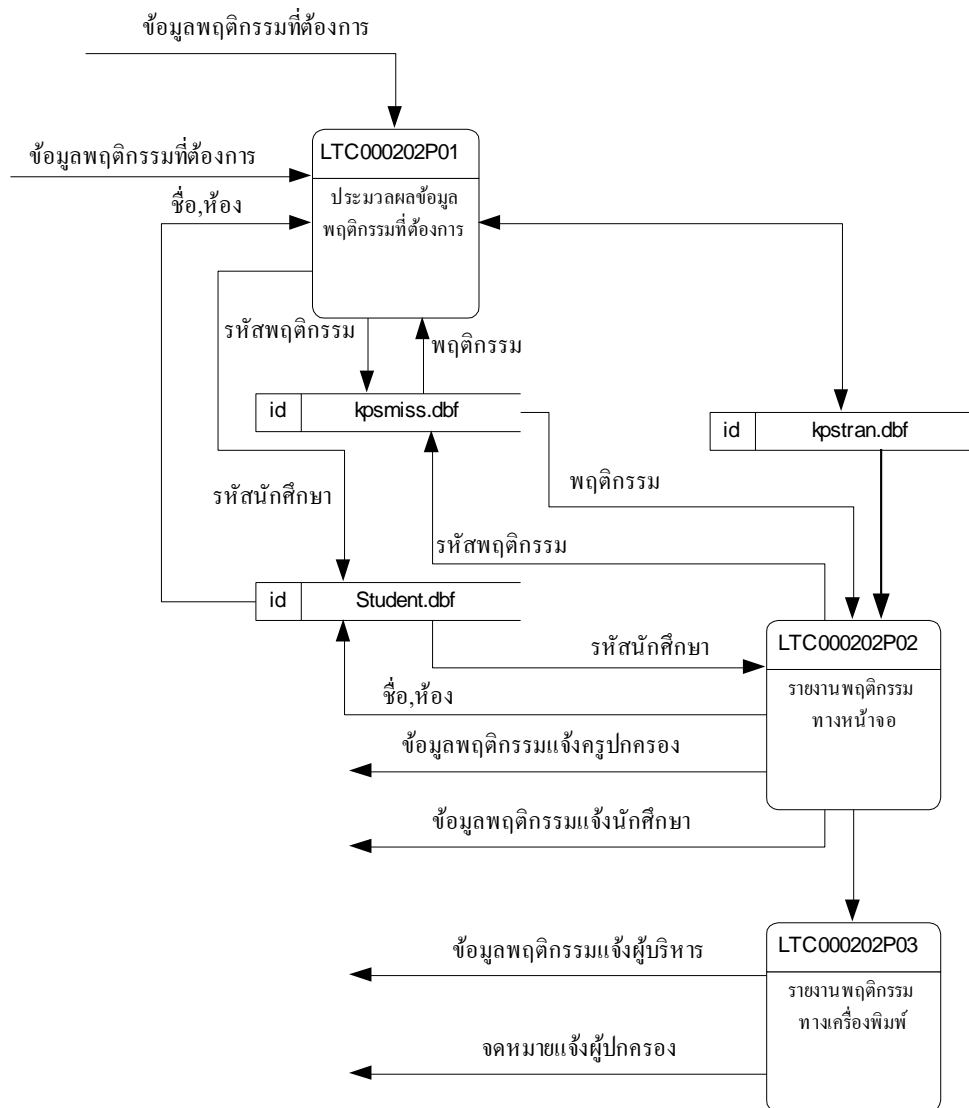 ข้อมูลพฤติกรรมที่ต้องการ
LTC000202P01
ข้อมูลพฤติกรรมที่ต้องการ
ประมวลผลข้อมูล
พฤติกรรมที่ต้องการ
ชื่อ,ห้อง
รหัสพฤติกรรม
พฤติกรรม
id
kpsmiss.dbf
id
kpstran.dbf
พฤติกรรม
รหัสนักศึกษา
รหัสพฤติกรรม
id
Student.dbf
LTC000202P02
รหัสนักศึกษา
รายงานพฤติกรรม
ทางหน้าจอ
ชื่อ,ห้อง
ข้อมูลพฤติกรรมแจ้งครูปกครอง
ข้อมูลพฤติกรรมแจ้งนักศึกษา
LTC000202P03
ข้อมูลพฤติกรรมแจ้งผู้บริหาร
รายงานพฤติกรรม
ทางเครื่องพิมพ์
จดหมายแจ้งผู้ปกครอง